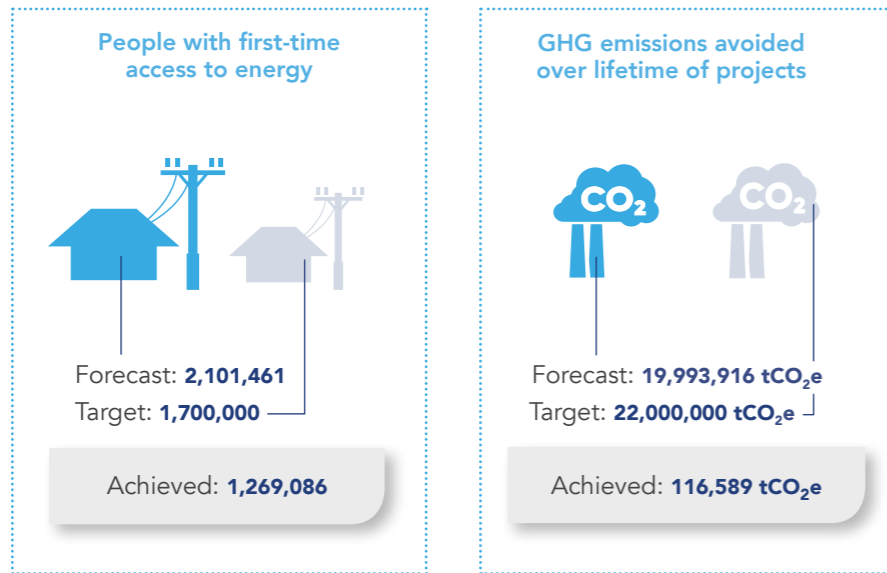 People with first-time
access to energy
Forecast: 2,101,461
Target: 1,700,000
Achieved: 1,269,086
GHG emissions avoided
over lifetime of projects
CO₂
CO₂
Forecast: 19,993,916 tCO₂e
Target: 22,000,000 tCO₂e
Achieved: 116,589 tCO₂e